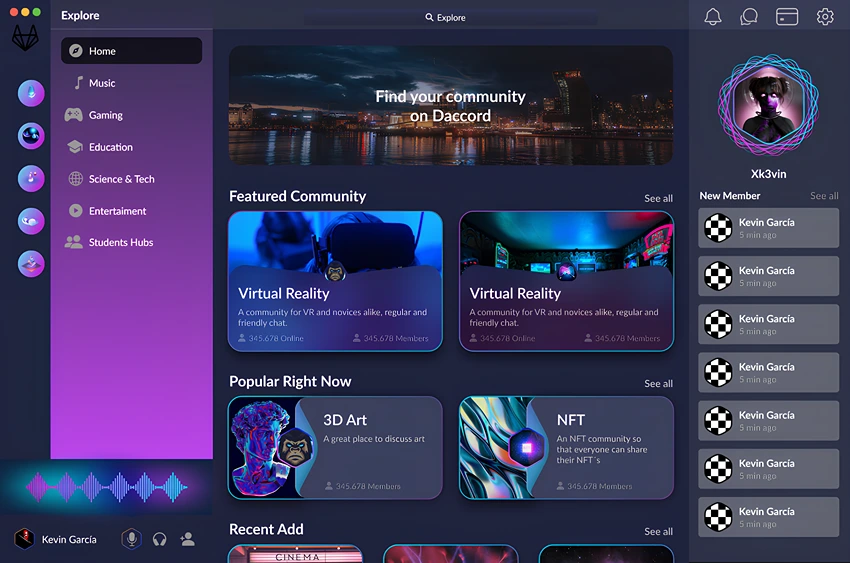 Explore
Explore
Home
Music
Gaming
Education
Science & Tech
Entertaiment
Students Hubs
Kevin García
Find your community
on Daccord
Featured Community
See all
Virtual Reality
A community for VR and novices alike, regular and
friendly chat.
345.678 Online
345.678 Members
Virtual Reality
A community for VR and novices alike, regular and
friendly chat.
345.678 Online
345.678 Members
Popular Right Now
See all
3D Art
A great place to discuss art
345.678 Members
NFT
An NFT community so
that everyone can share
their NFT´s
345.678 Members
Recent Add
See all
CINEMA
Xk3vin
New Member
See all
Kevin García
5 min ago
Kevin García
5 min ago
Kevin García
5 min ago
Kevin García
5 min ago
Kevin García
5 min ago
Kevin García
5 min ago
Kevin García
5 min ago